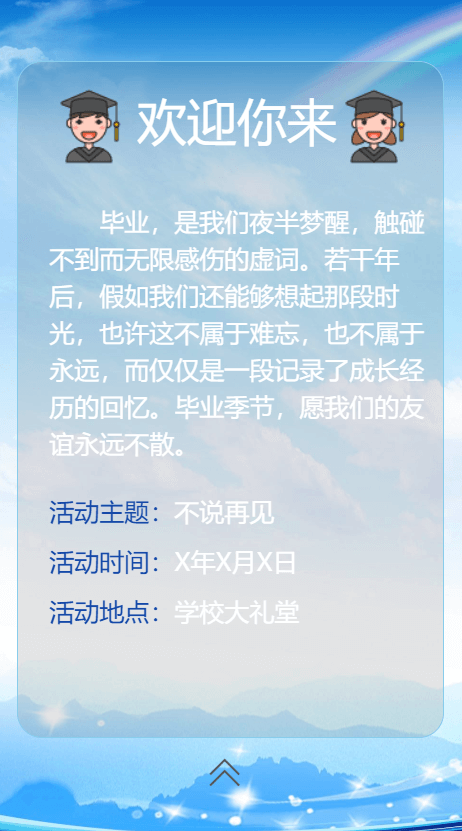 欢迎你来
毕业，是我们夜半梦醒，触碰
不到而无限感伤的虚词。若干年
后，假如我们还能够想起那段时
光，也许这不属于难忘，也不属于
永远，而仅仅是一段记录了成长经
历的回忆。毕业季节，愿我们的友
谊永远不散。
活动主题：不说再见
活动时间：X年X月X日
活动地点：学校大礼堂